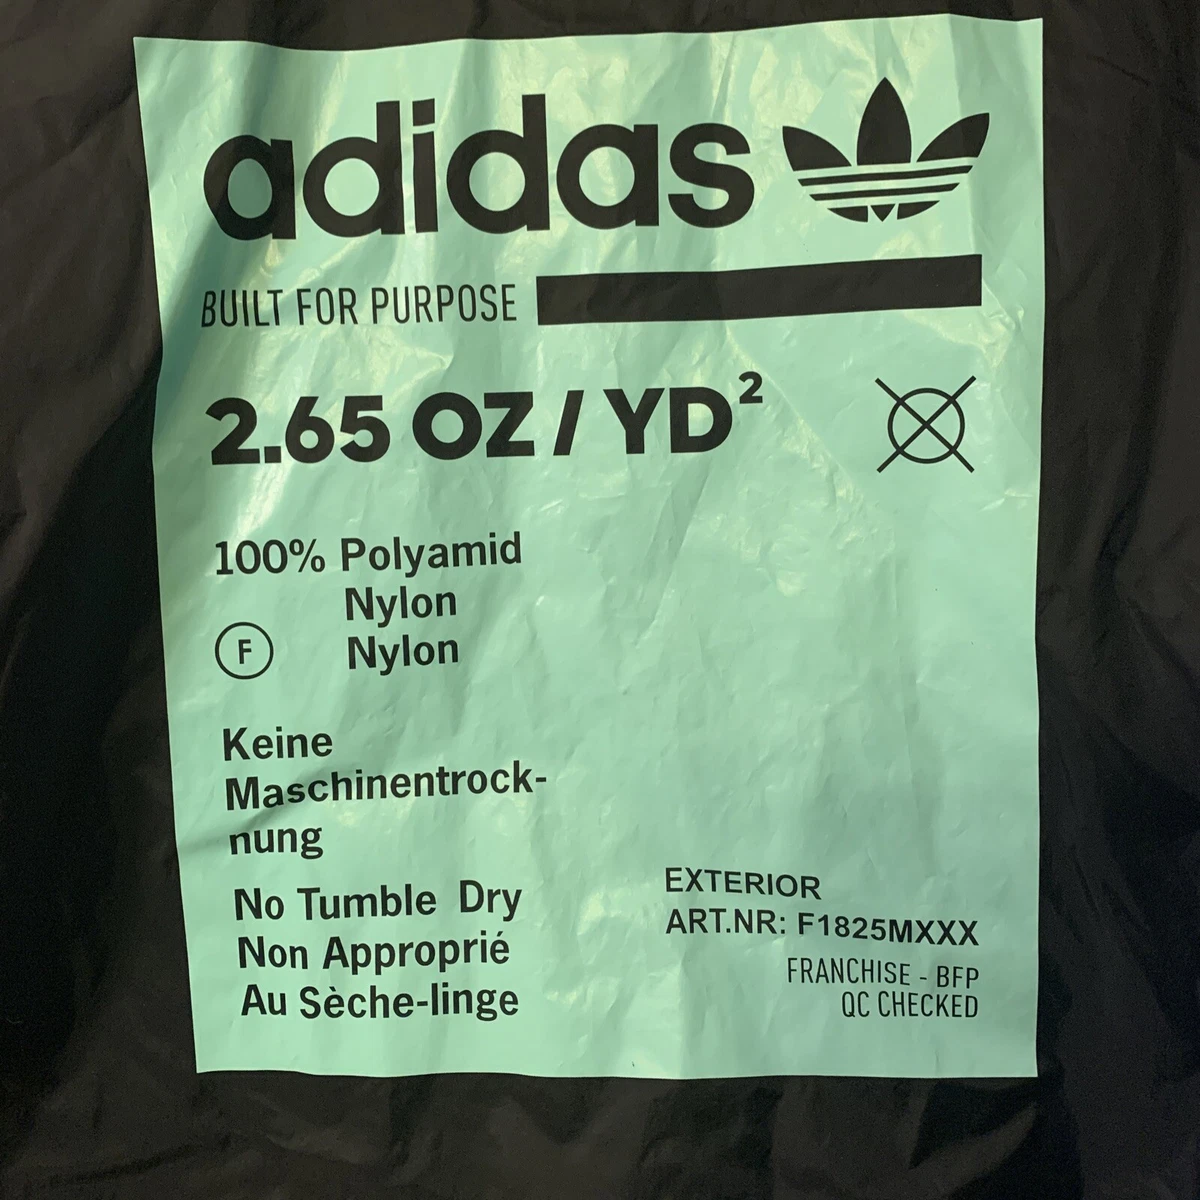 adidas
BUILT FOR PURPOSE
2.65 OZ / YD²
100% Polyamid
Nylon
F Nylon
Keine
Maschinentrock-
nung
No Tumble Dry
Non Approprié
Au Sèche-linge
EXTERIOR
ART.NR: F1825MXXX
FRANCHISE - BFP
QC CHECKED